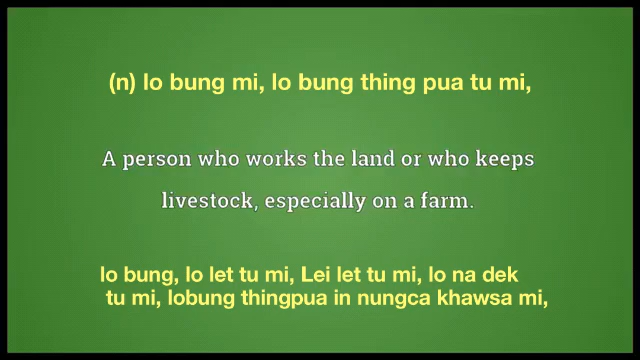 (n) lo bung mi, lo bung thing pua tu mi,
A person who works the land or who keeps
livestock, especially on a farm.
lo bung, lo let tu mi, Lei let tu mi, lo na dek
tu mi, lobung thingpua in nungca khawsa mi,